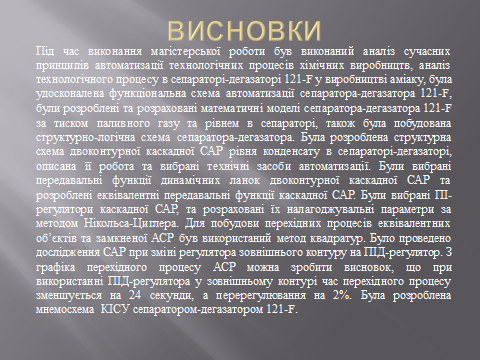 ВИСНОВКИ
Під час виконання магістерської роботи був виконаний аналіз сучасних
принципів автоматизації технологічних процесів хімічних виробництв, аналіз
технологічного процесу в сепараторі-дегазаторі 121-F у виробництві аміаку, була
удосконалена функціональна схема автоматизації сепаратора-дегазатора 121-F,
були розроблені та розраховані математичні моделі сепаратора-дегазатора 121-F
за тиском паливного газу та рівнем в сепараторі, також була побудована
структурно-логічна схема сепаратора-дегазатора. Була розроблена структурна
схема двоконтурної каскадної САР рівня конденсату в сепараторі-дегазаторі,
описана її робота та вибрані технічні засоби автоматизації. Були вибрані
передавальні функції динамічних ланок двоконтурної каскадної САР та
розроблені еквівалентні передавальні функції каскадної САР. Були вибрані ПІ-
регулятори каскадної САР, та розраховані їх налагоджувальні параметри за
методом Нікольса-Циглера. Для побудови перехідних процесів еквівалентних
об’єктів та замкненої АСР був використаний метод квадратур. Було проведено
дослідження САР при зміні регулятора зовнішнього контуру на ПІД-регулятор. З
графіка перехідного процесу АСР можна зробити висновок, що при
використанні ПІД-регулятора у зовнішньому контурі час перехідного процесу
зменшується на 24 секунди, а перерегулювання на 2%. Була розроблена
мнемосхема КІСУ сепаратором-дегазатором 121-F.